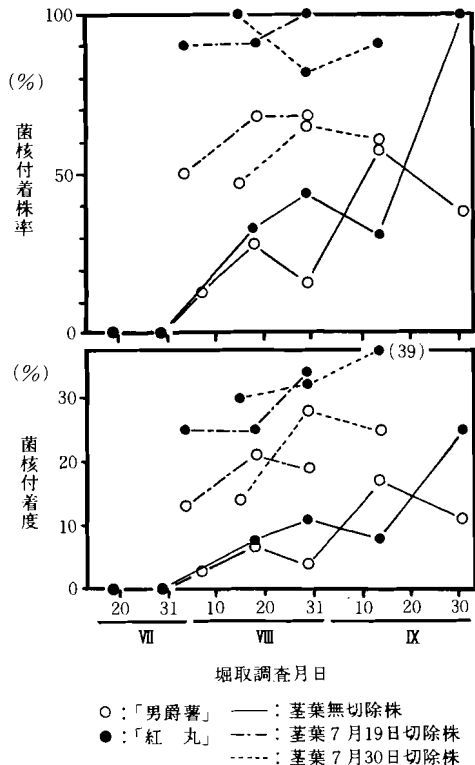 100
(%)
菌核付着株率
50
0
(%)
(39)
30
菌核付着度
20
10
0
20 31 10 20 31 10 20 30
Ⅶ Ⅷ Ⅸ
堀取調査月日
○:「男爵薯」 ――:茎葉無切除株
●:「紅 丸」 ―・―:茎葉7月19日切除株
-----:茎葉7月30日切除株